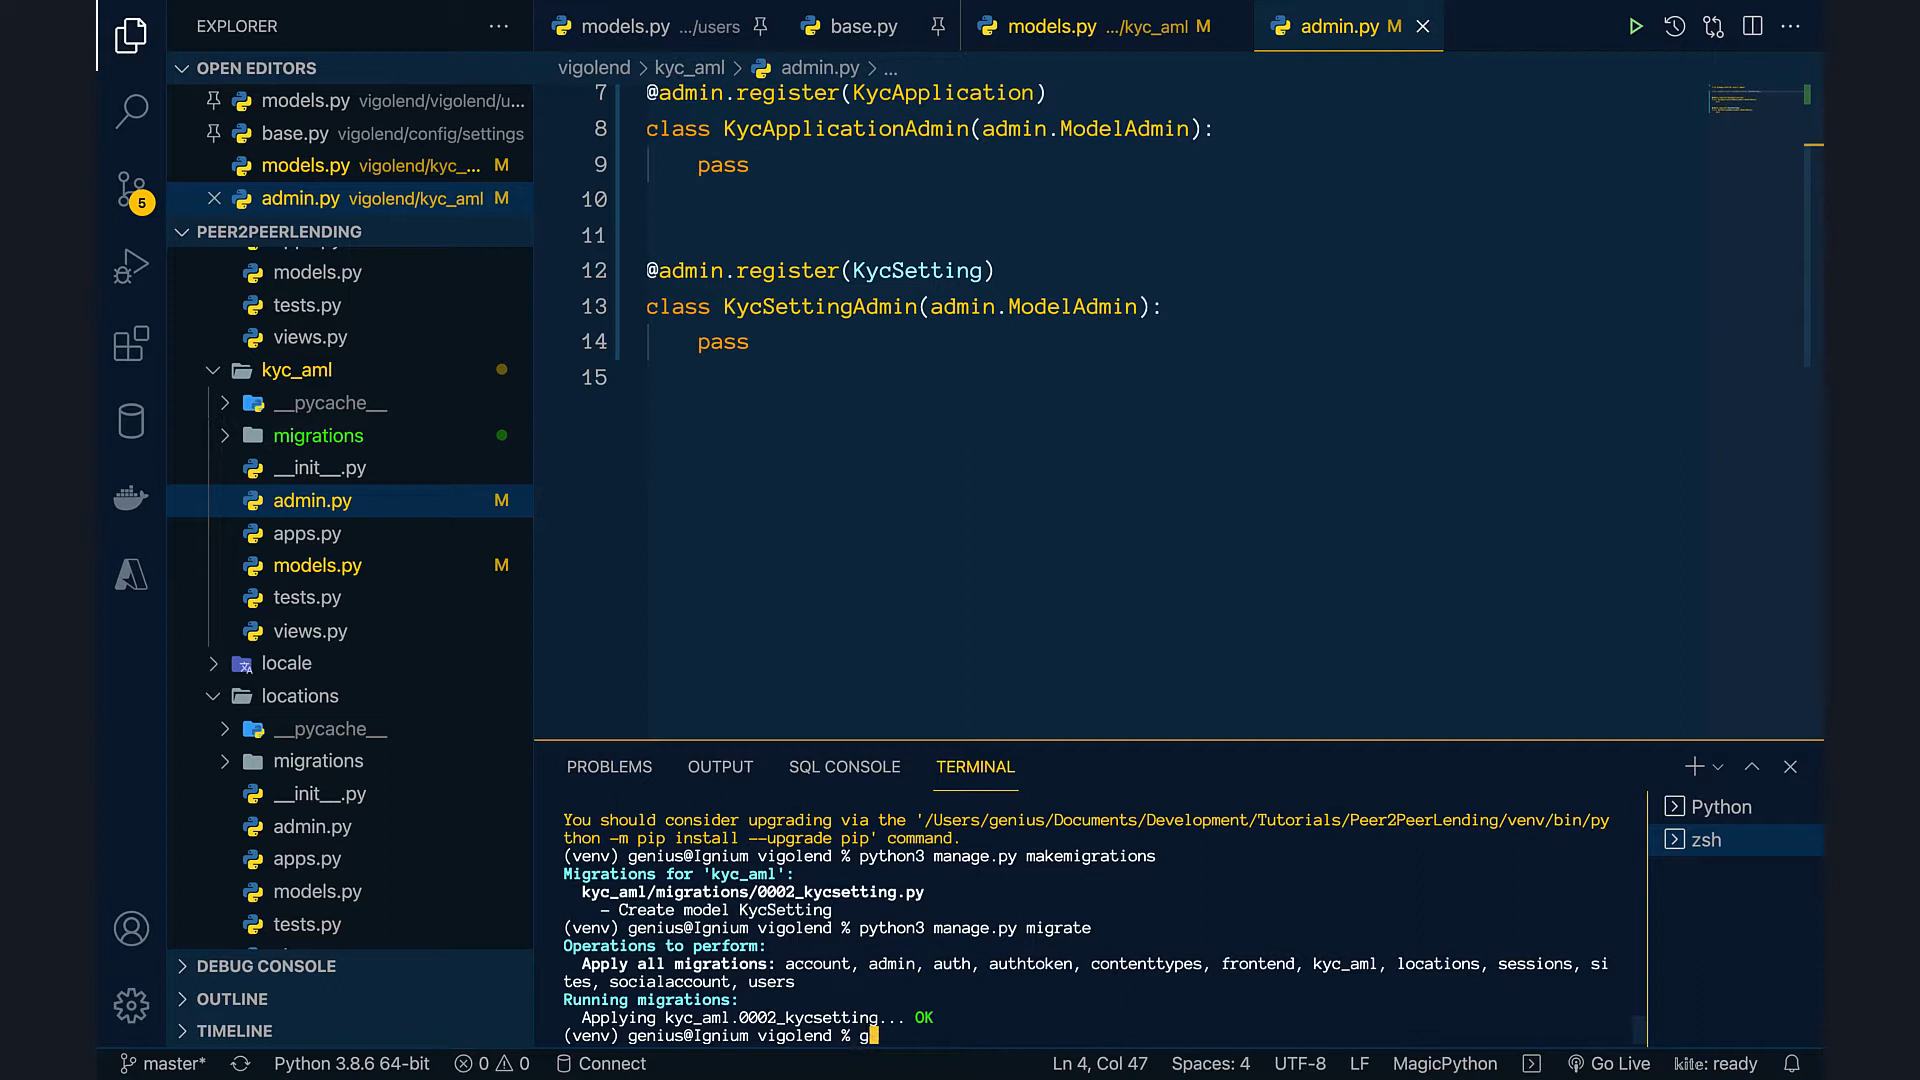 EXPLORER
models.py .../users
base.py
models.py .../kyc_aml M
admin.py M
OPEN EDITORS
models.py vigolend/vigolend/u...
base.py vigolend/config/settings
models.py vigolend/kyc_... M
admin.py vigolend/kyc_aml M
PEER2PEERLENDING
models.py
tests.py
views.py
kyc_aml
__pycache__
migrations
__init__.py
admin.py M
apps.py
models.py M
tests.py
views.py
locale
locations
__pycache__
migrations
__init__.py
admin.py
apps.py
models.py
tests.py
DEBUG CONSOLE
OUTLINE
TIMELINE
5
vigolend > kyc_aml > admin.py > ...
7 @admin.register(KycApplication)
8 class KycApplicationAdmin(admin.ModelAdmin):
9 pass
10
11
12 @admin.register(KycSetting)
13 class KycSettingAdmin(admin.ModelAdmin):
14 pass
15
PROBLEMS OUTPUT SQL CONSOLE TERMINAL
You should consider upgrading via the '/Users/genius/Documents/Development/Tutorials/Peer2PeerLending/venv/bin/py
thon -m pip install --upgrade pip' command.
(venv) genius@Ignium vigolend % python3 manage.py makemigrations
Migrations for 'kyc_aml':
kyc_aml/migrations/0002_kycsetting.py
- Create model KycSetting
(venv) genius@Ignium vigolend % python3 manage.py migrate
Operations to perform:
Apply all migrations: account, admin, auth, authtoken, contenttypes, frontend, kyc_aml, locations, sessions, si
tes, socialaccount, users
Running migrations:
Applying kyc_aml.0002_kycsetting... OK
(venv) genius@Ignium vigolend % g
Python
zsh
master* Python 3.8.6 64-bit 0 0 Connect Ln 4, Col 47 Spaces: 4 UTF-8 LF MagicPython Go Live kite: ready